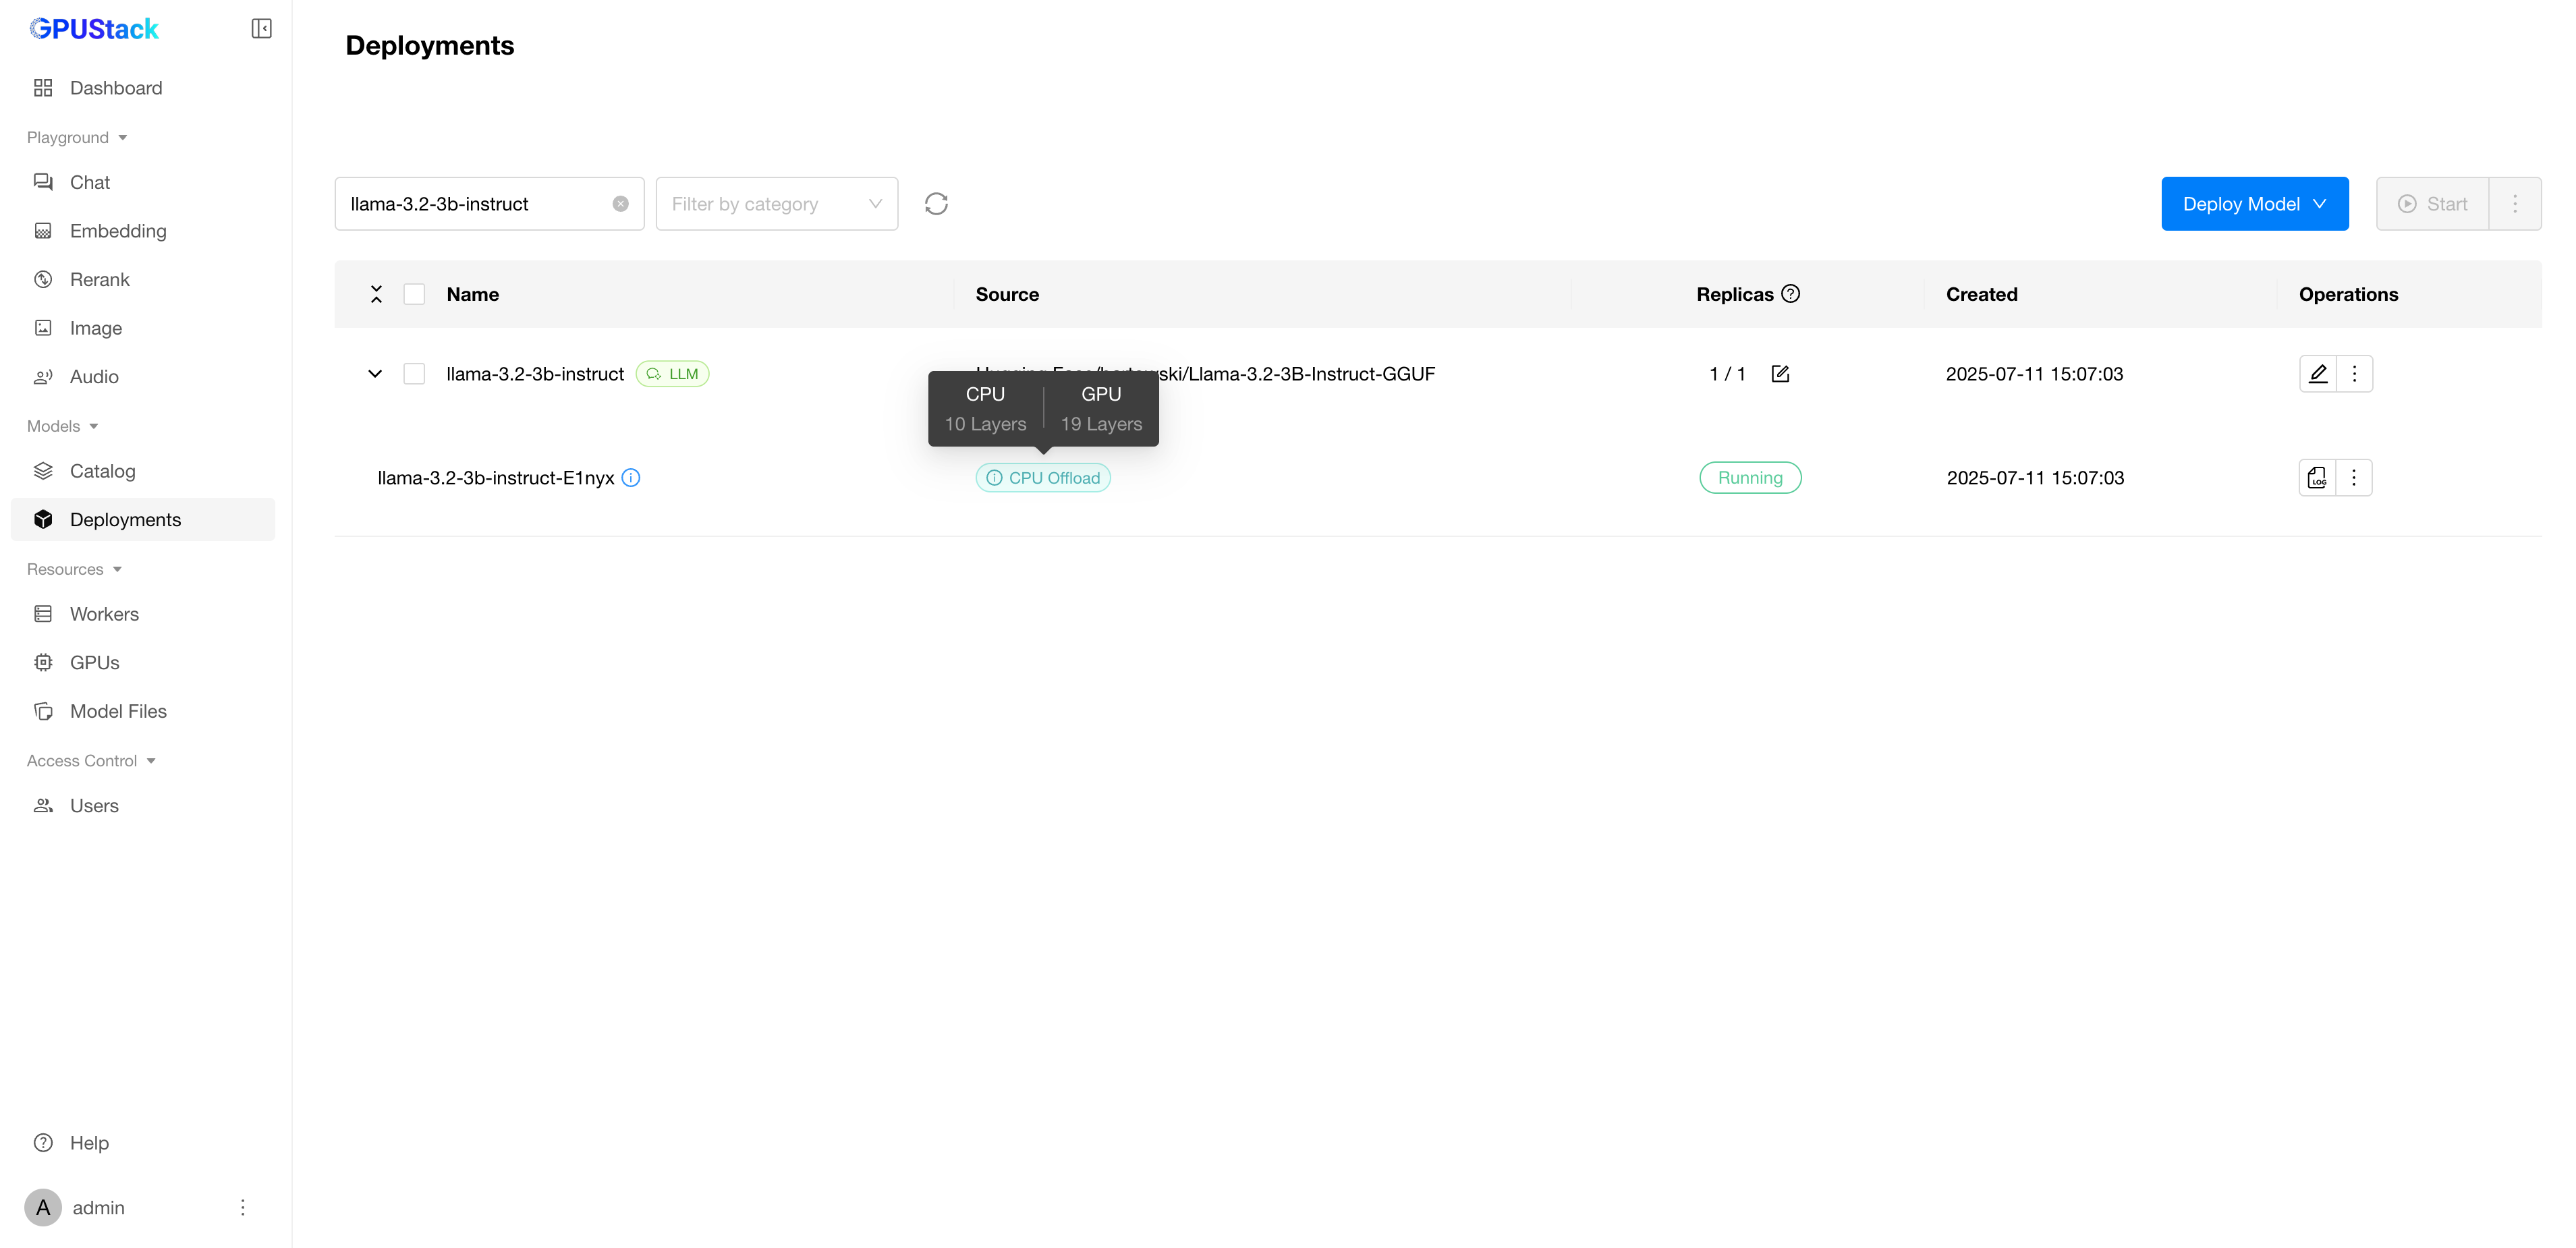 GPUStack
Dashboard
Playground
Chat
Embedding
Rerank
Image
Audio
Models
Catalog
Deployments
Resources
Workers
GPUs
Model Files
Access Control
Users
Help
A admin
Deployments
llama-3.2-3b-instruct Filter by category Deploy Model Start
Name Source Replicas Created Operations
llama-3.2-3b-instruct LLM ski/Llama-3.2-3B-Instruct-GGUF 1 / 1 2025-07-11 15:07:03
CPU GPU
10 Layers 19 Layers
llama-3.2-3b-instruct-E1nyx CPU Offload Running 2025-07-11 15:07:03 LOG